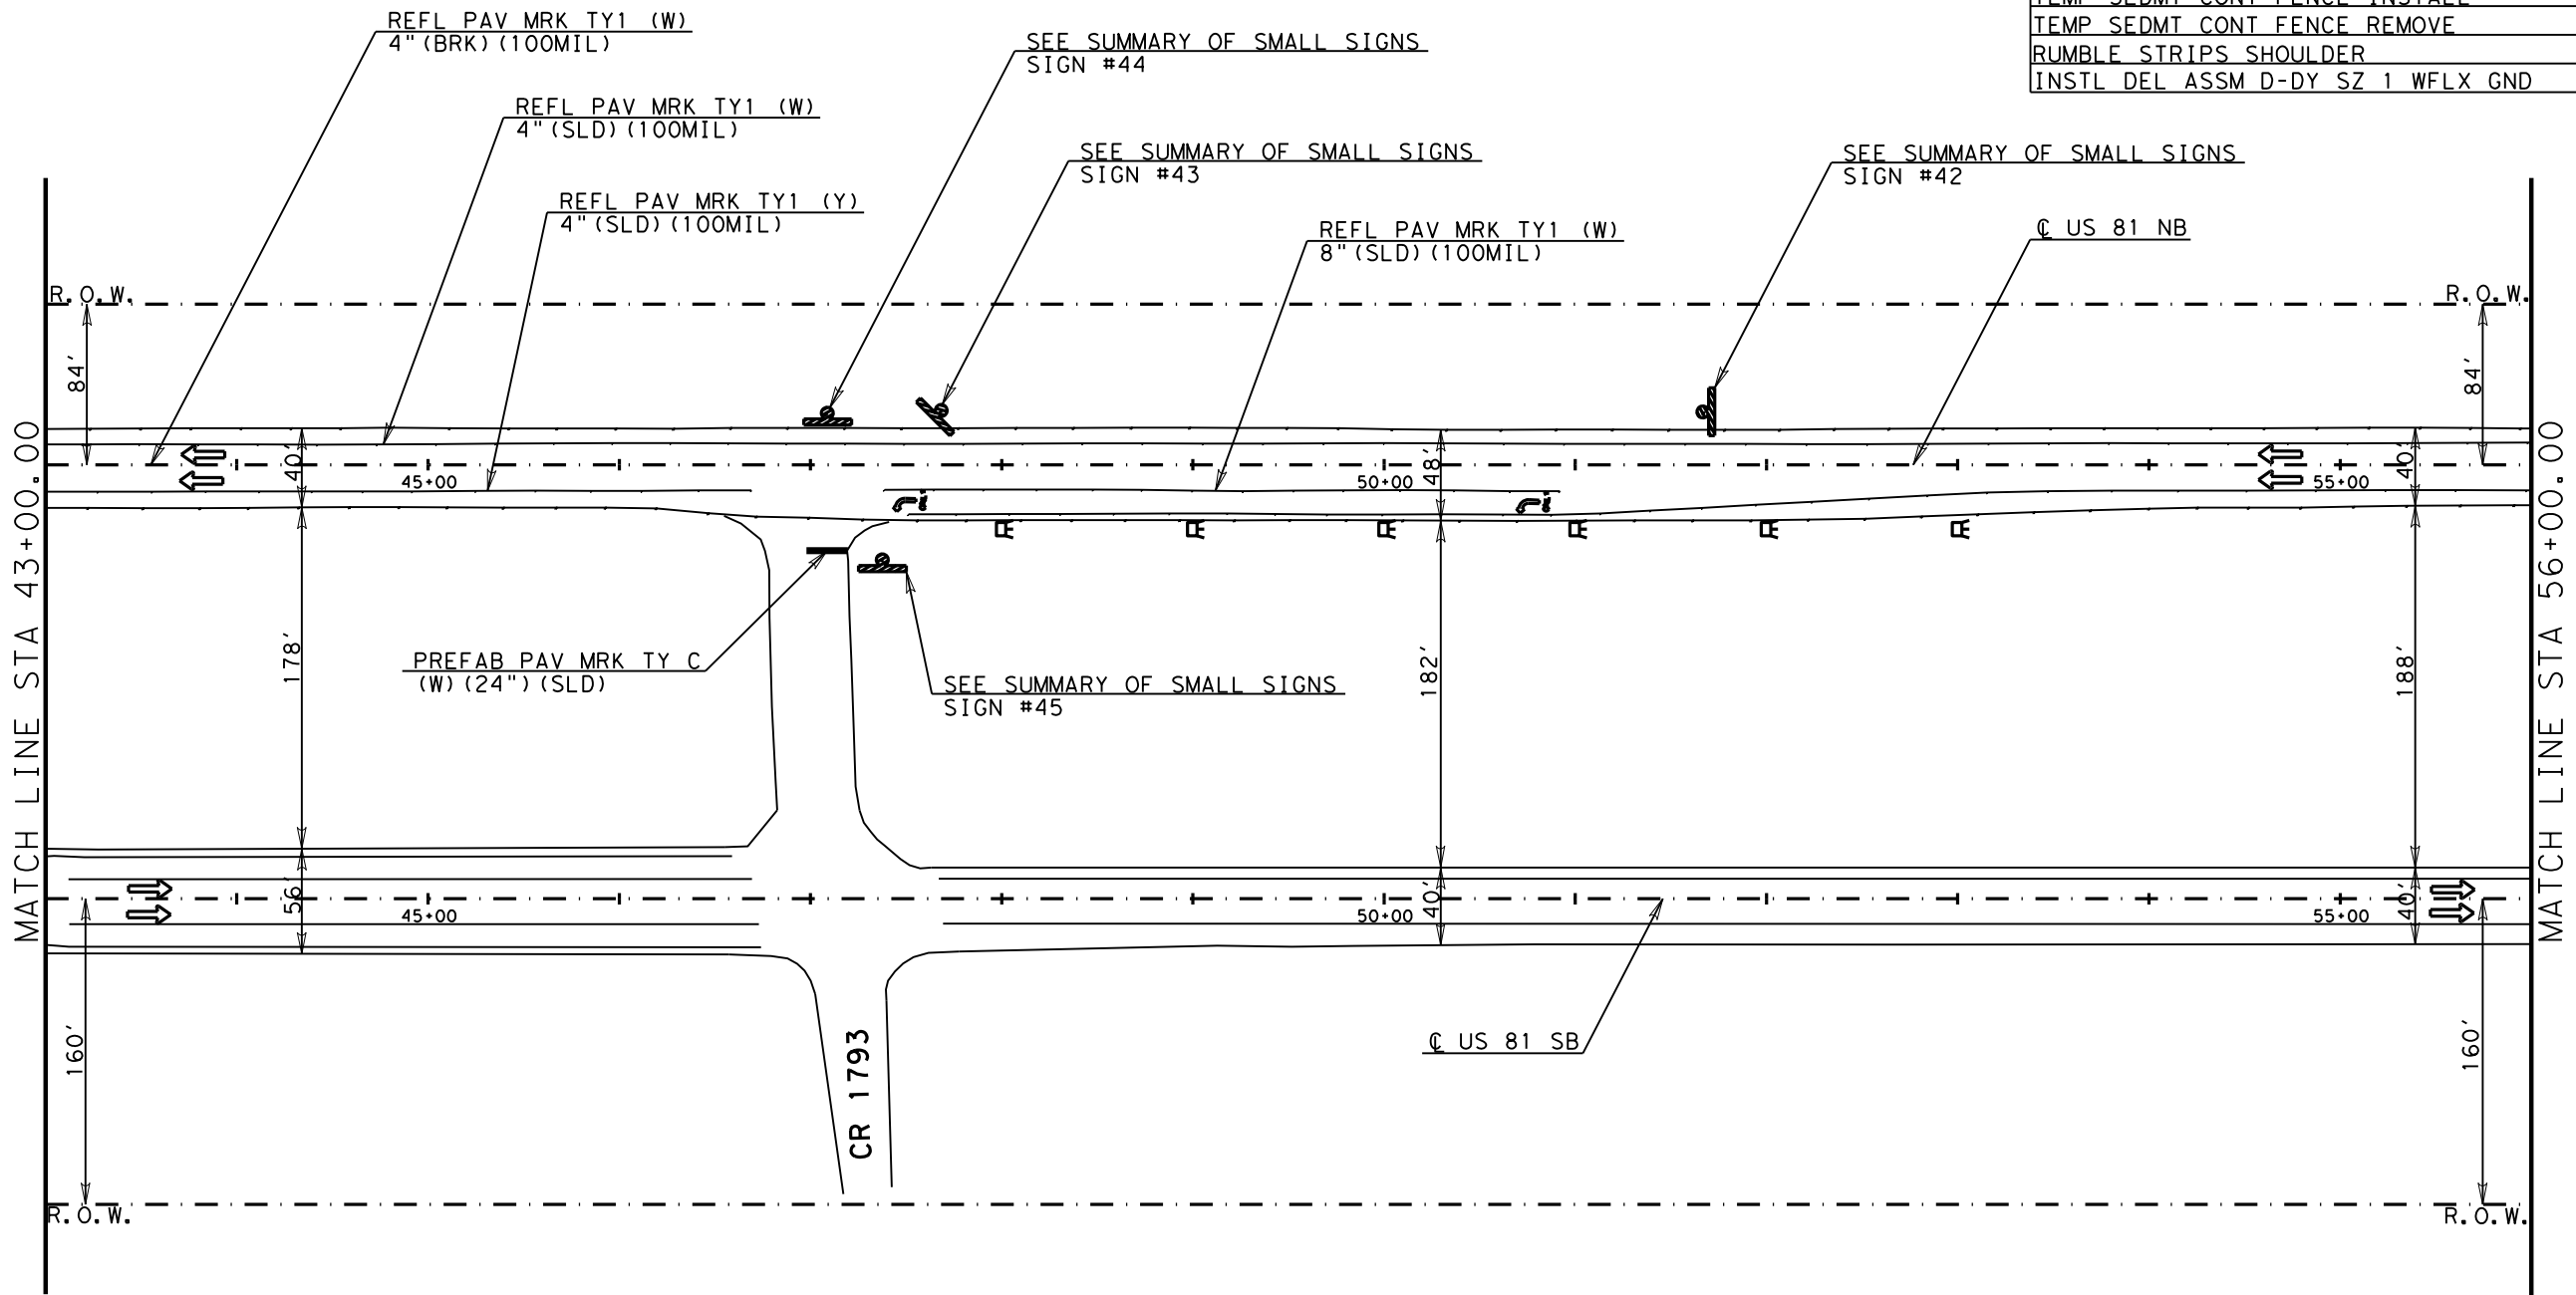 TEMP SEDMT CONT FENCE INSTALL
TEMP SEDMT CONT FENCE REMOVE
RUMBLE STRIPS SHOULDER
INSTL DEL ASSM D-DY SZ 1 WFLX GND
REFL PAV MRK TY1 (W)
4"(BRK)(100MIL)
SEE SUMMARY OF SMALL SIGNS
SIGN #44
REFL PAV MRK TY1 (W)
4"(SLD)(100MIL)
SEE SUMMARY OF SMALL SIGNS
SIGN #43
SEE SUMMARY OF SMALL SIGNS
SIGN #42
REFL PAV MRK TY1 (Y)
4"(SLD)(100MIL)
REFL PAV MRK TY1 (W)
8"(SLD)(100MIL)
℄ US 81 NB
R.O.W.
R.O.W.
84'
84'
40'
48'
40'
45+00
50+00
55+00
MATCH LINE STA 43+00.00
MATCH LINE STA 56+00.00
178'
182'
188'
PREFAB PAV MRK TY C
(W)(24")(SLD)
SEE SUMMARY OF SMALL SIGNS
SIGN #45
56'
40'
40'
45+00
50+00
55+00
160'
160'
CR 1793
℄ US 81 SB
R.O.W.
R.O.W.